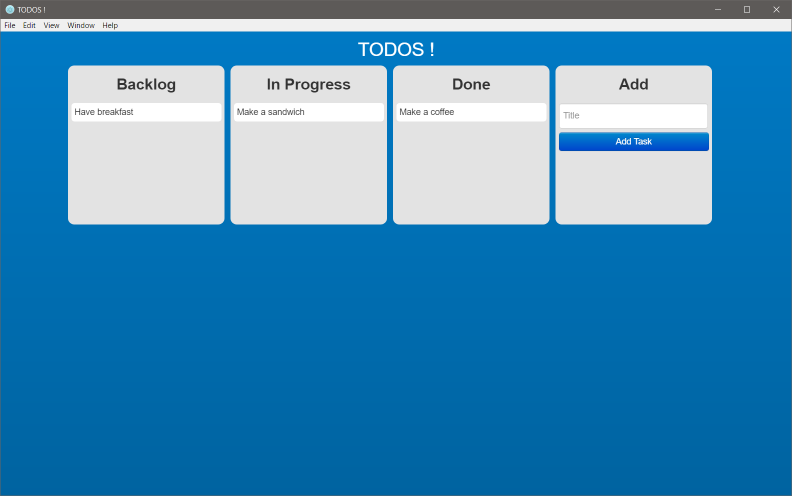 TODOS !
File Edit View Window Help
TODOS !
Backlog
Have breakfast
In Progress
Make a sandwich
Done
Make a coffee
Add
Title
Add Task